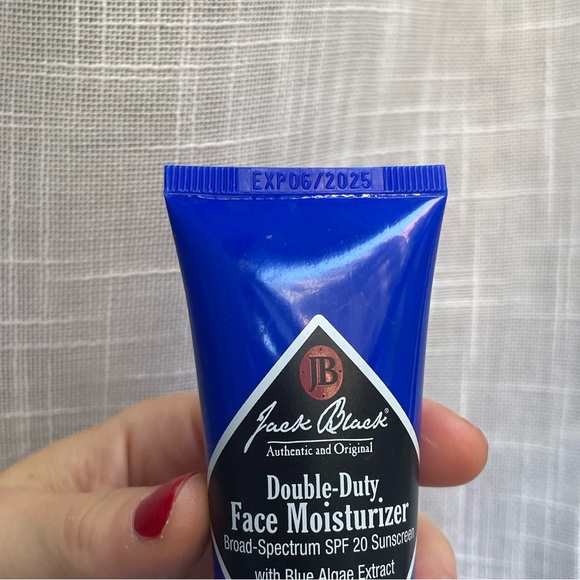 EXP06/2025
JB
Jack Black®
Authentic and Original
Double-Duty
Face Moisturizer
Broad-Spectrum SPF 20 Sunscreen
with Blue Algae Extract